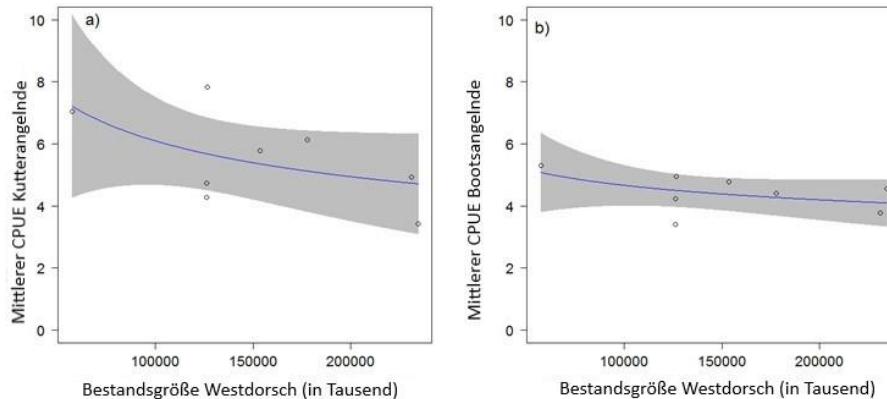 a)
Mittlerer CPUE Kutterangelnde
10
8
6
4
2
0
100000 150000 200000
Bestandsgröße Westdorsch (in Tausend)
b)
Mittlerer CPUE Bootsangelnde
10
8
6
4
2
0
100000 150000 200000
Bestandsgröße Westdorsch (in Tausend)